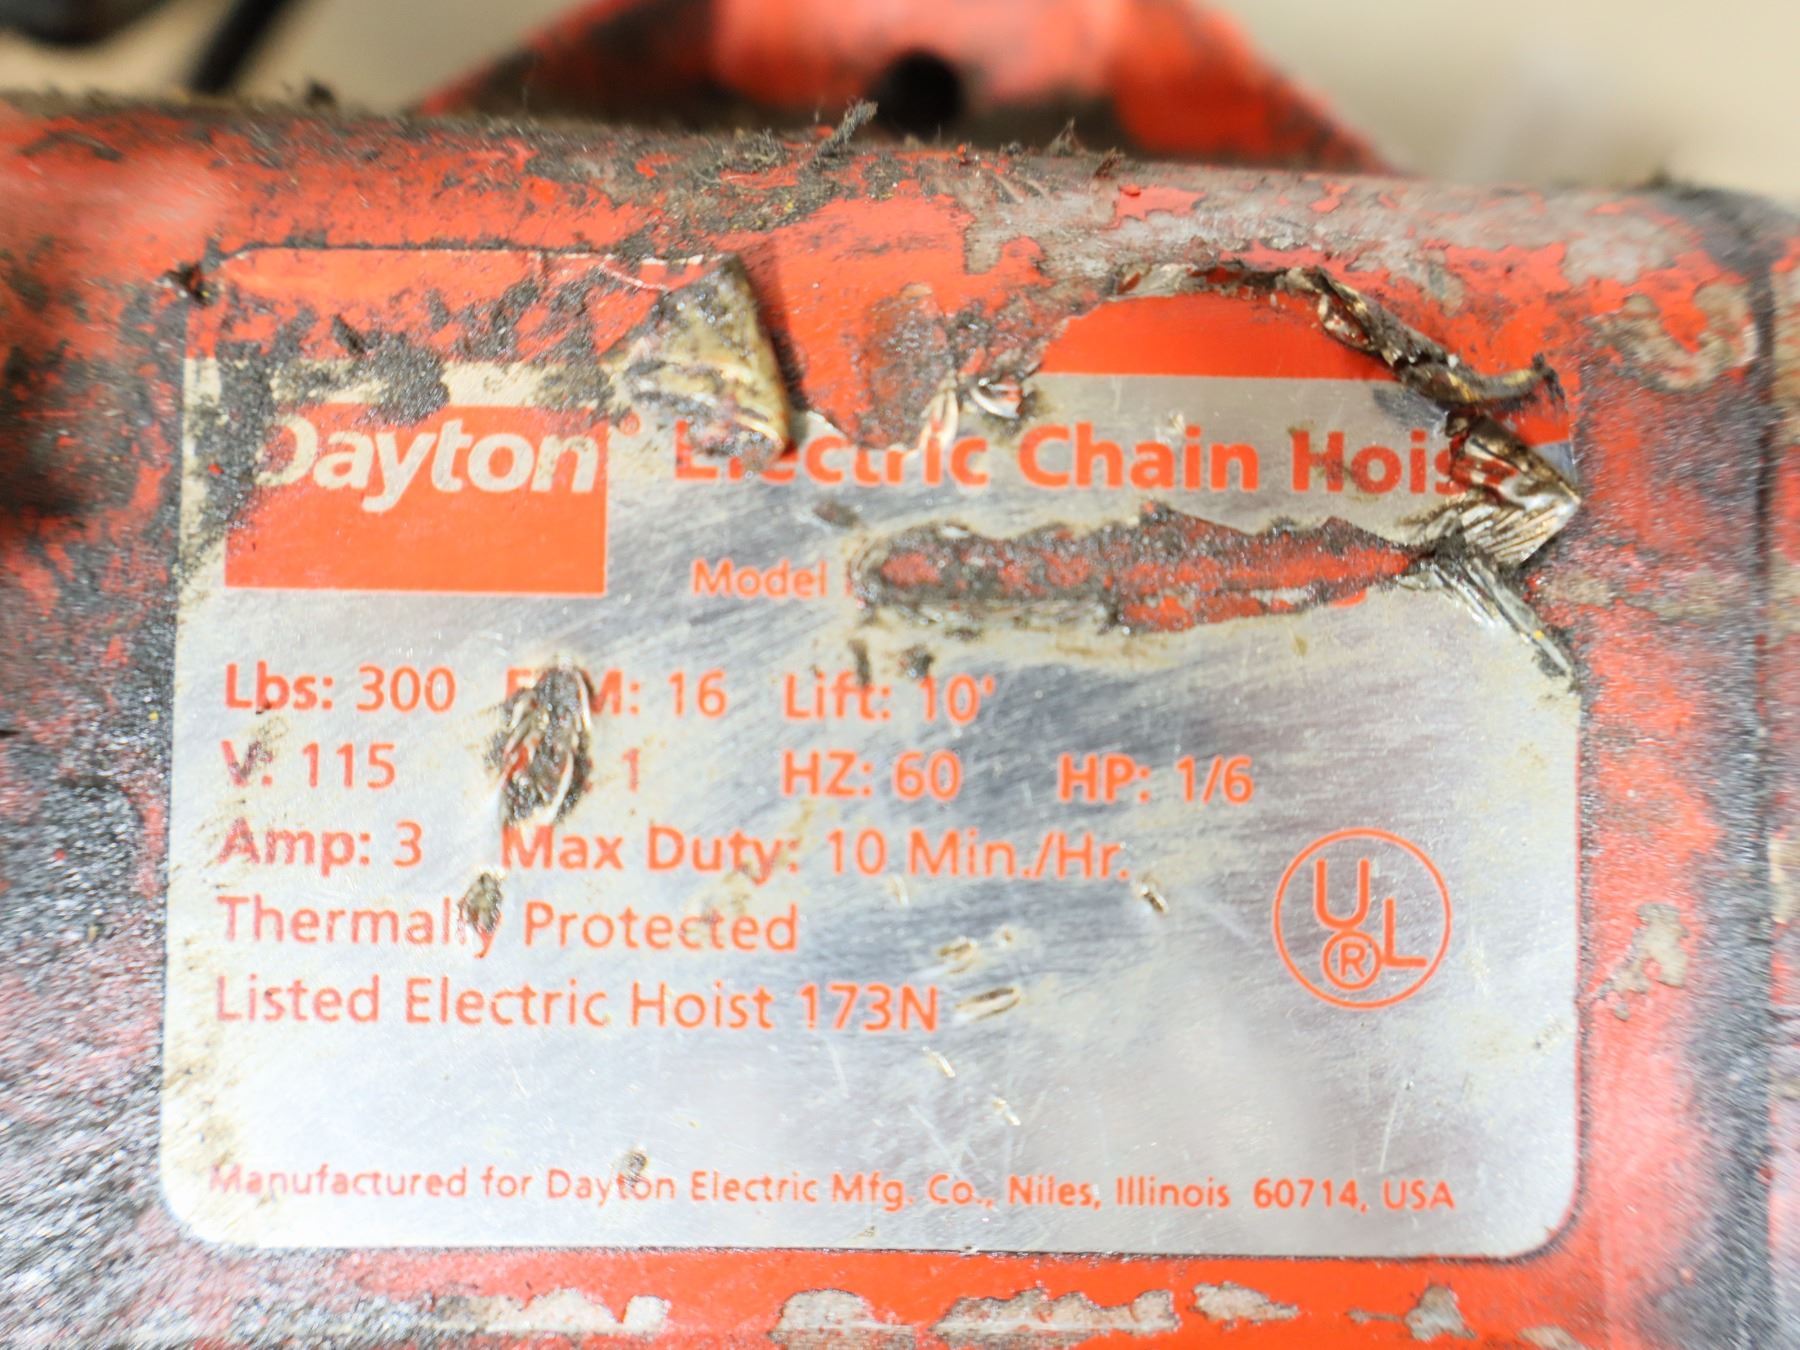 Dayton® Electric Chain Hoist
Model
Lbs: 300 FPM: 16 Lift: 10'
V: 115 1 HZ: 60 HP: 1/6
Amp: 3 Max Duty: 10 Min./Hr.
Thermally Protected
Listed Electric Hoist 173N
UL
®
Manufactured for Dayton Electric Mfg. Co., Niles, Illinois 60714, USA